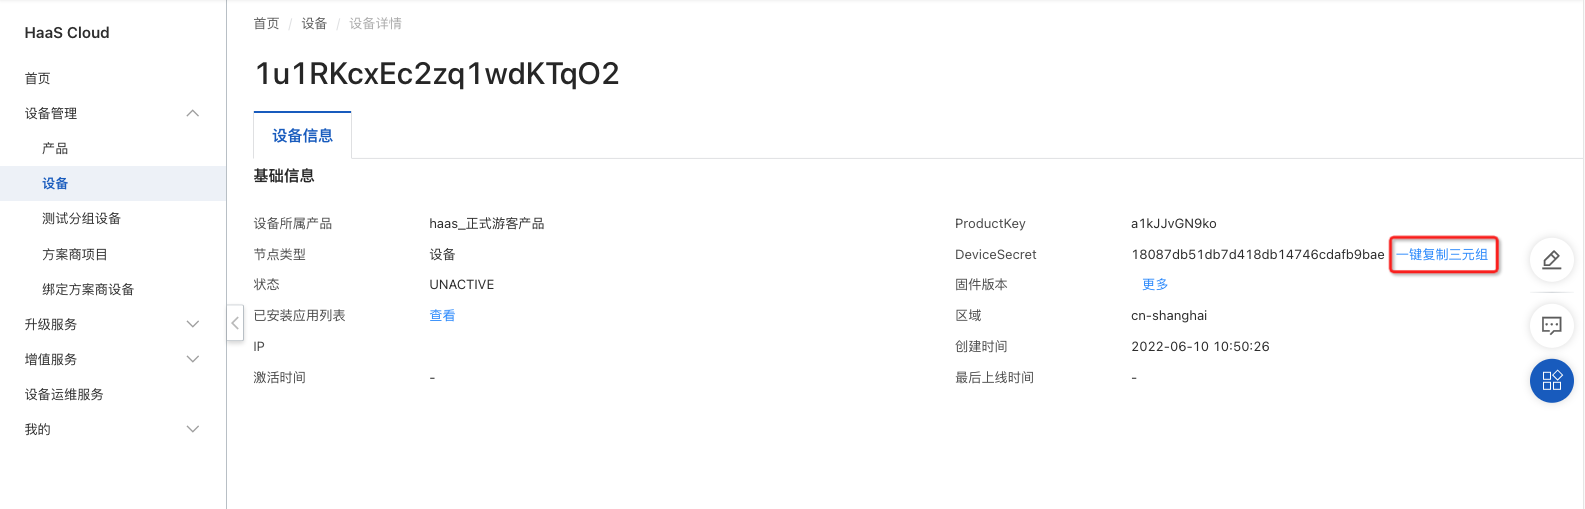 HaaS Cloud
首页
设备管理
产品
设备
测试分组设备
方案商项目
绑定方案商设备
升级服务
增值服务
设备运维服务
我的
首页 / 设备 / 设备详情
1u1RKcxEc2zq1wdKTqO2
设备信息
基础信息
设备所属产品 haas_正式游客产品 ProductKey a1kJJvGN9ko
节点类型 设备 DeviceSecret 18087db51db7d418db14746cdafb9bae 一键复制三元组
状态 UNACTIVE 固件版本 更多
已安装应用列表 查看 区域 cn-shanghai
IP 创建时间 2022-06-10 10:50:26
激活时间 - 最后上线时间 -